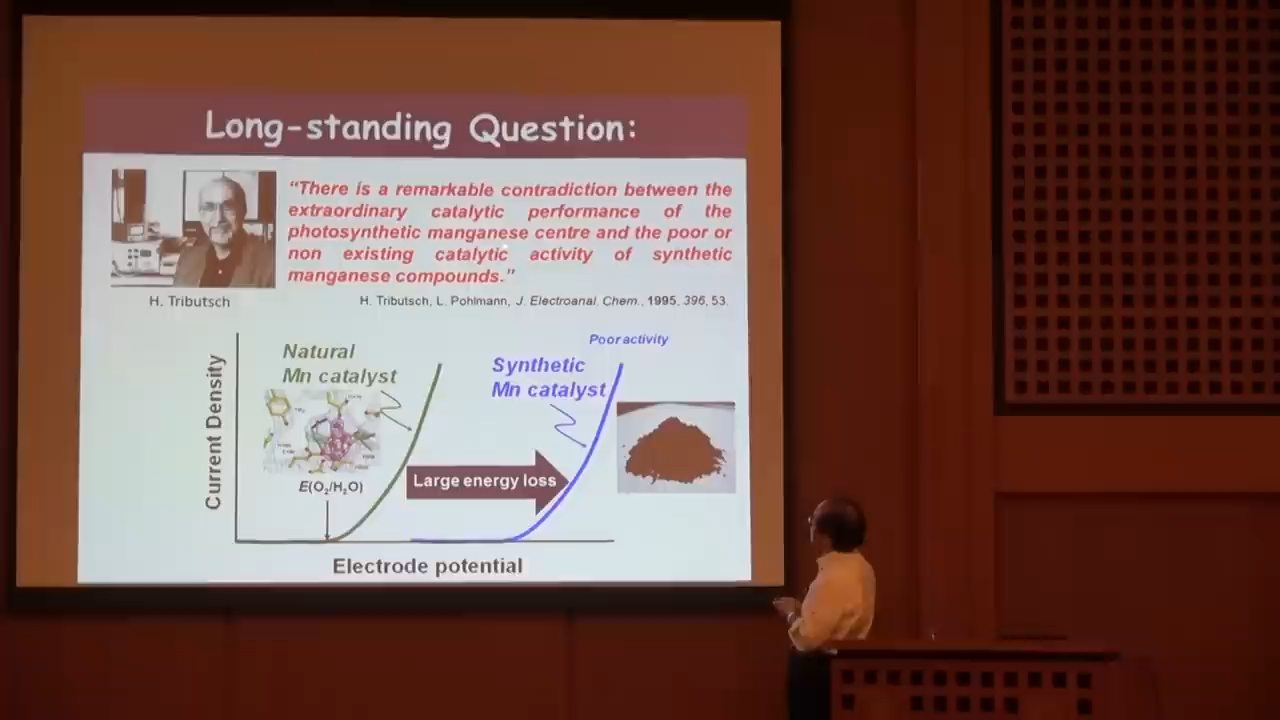 Long-standing Question:
“There is a remarkable contradiction between the
extraordinary catalytic performance of the
photosynthetic manganese centre and the poor or
non existing catalytic activity of synthetic
manganese compounds.”
H. Tributsch
H. Tributsch, L. Pohlmann, J. Electroanal. Chem., 1995, 396, 53.
Poor activity
Natural
Mn catalyst
Synthetic
Mn catalyst
Current Density
E(O₂/H₂O)
Large energy loss
Electrode potential